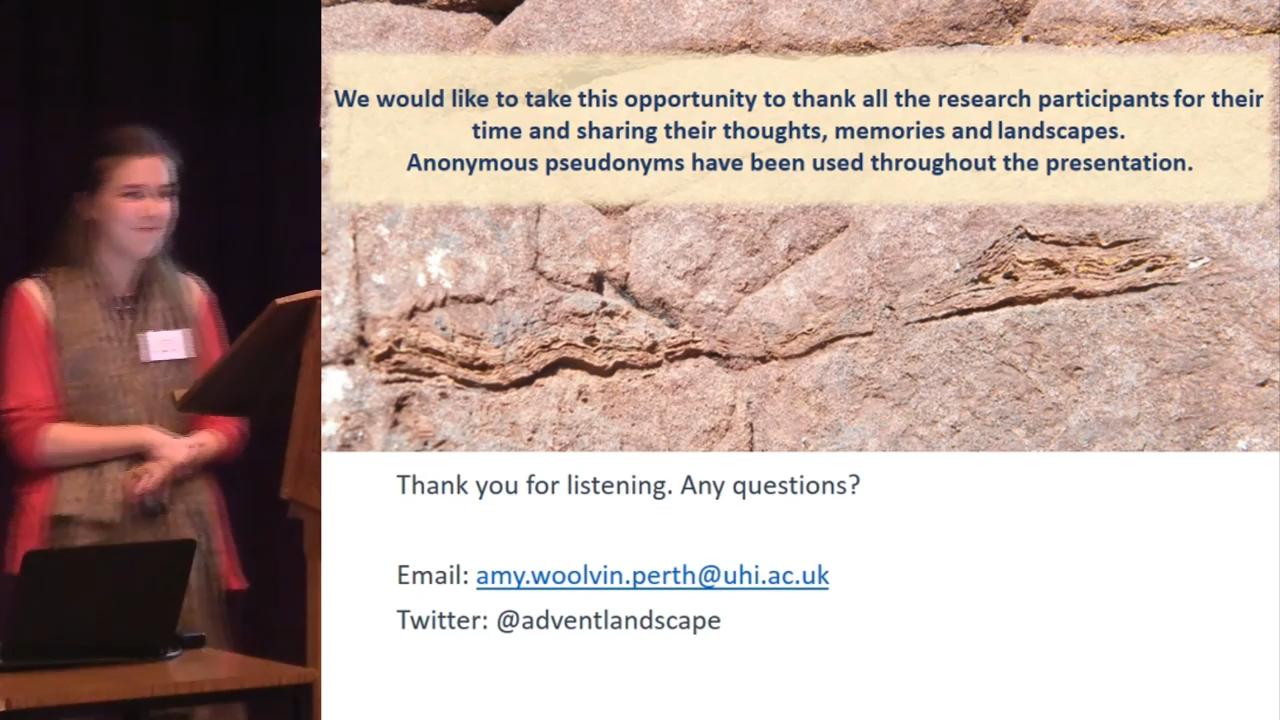 We would like to take this opportunity to thank all the research participants for their
time and sharing their thoughts, memories and landscapes.
Anonymous pseudonyms have been used throughout the presentation.
Thank you for listening. Any questions?
Email: amy.woolvin.perth@uhi.ac.uk
Twitter: @adventlandscape